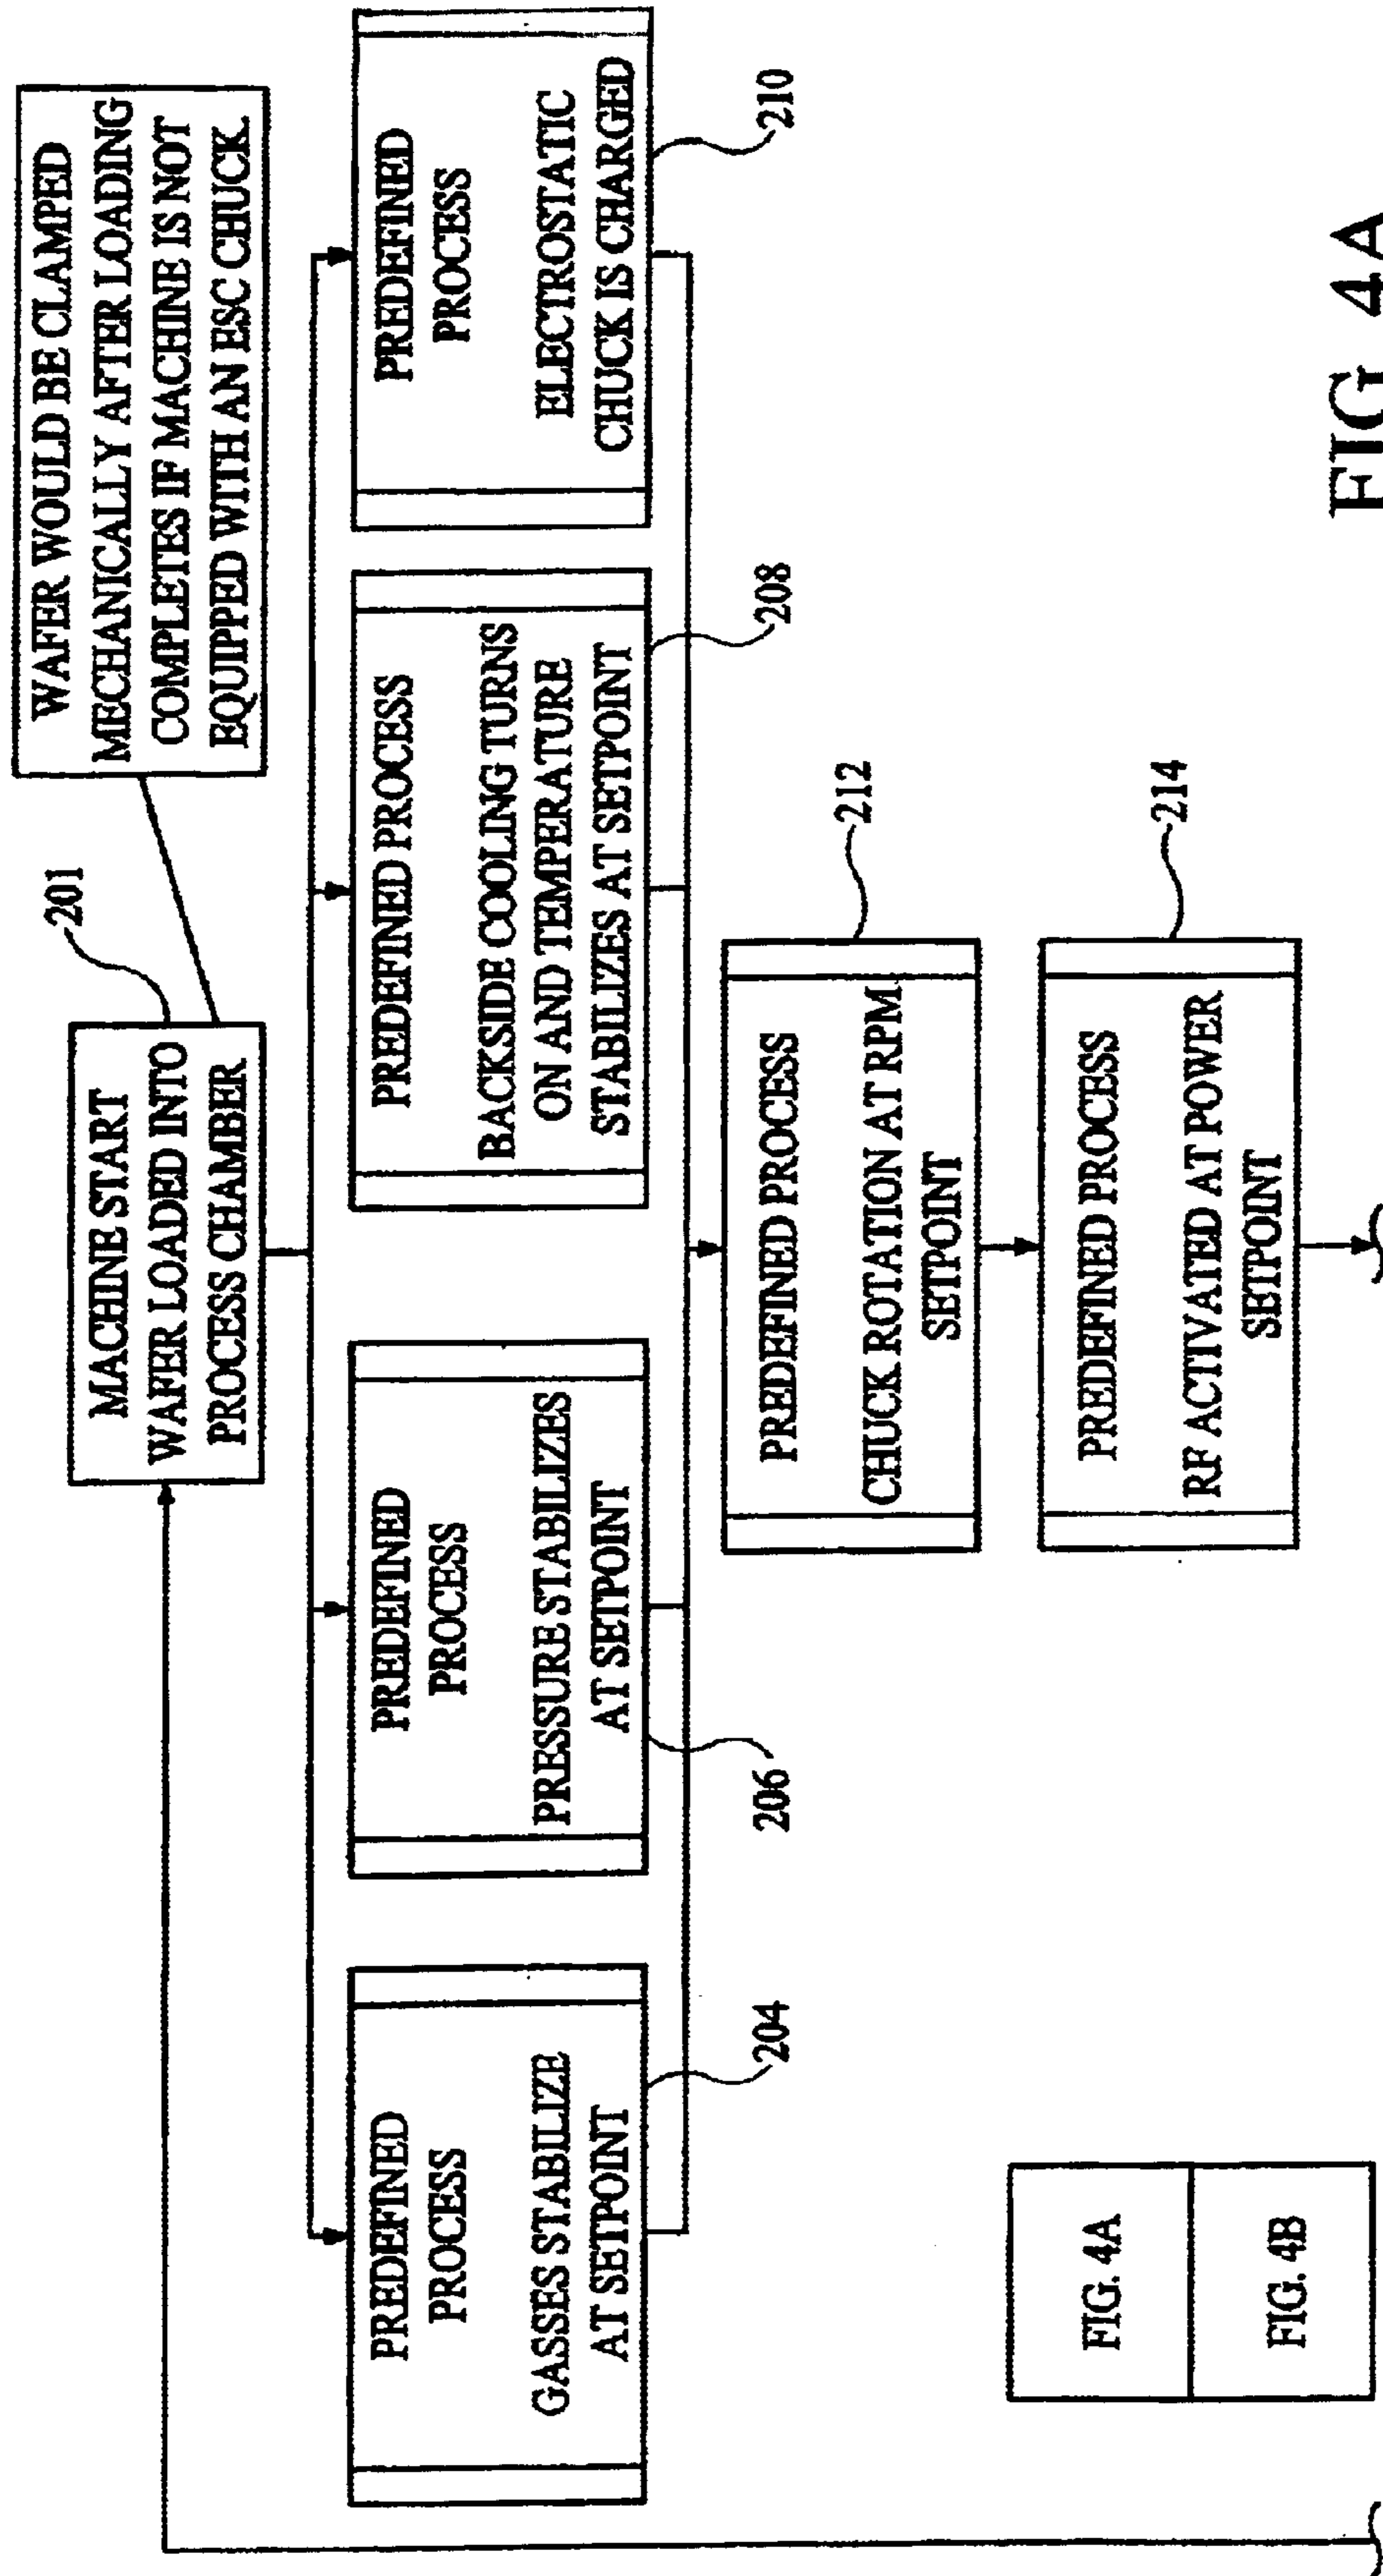 MACHINE START
WAFER LOADED INTO
PROCESS CHAMBER
201
WAFER WOULD BE CLAMPED
MECHANICALLY AFTER LOADING
COMPLETES IF MACHINE IS NOT
EQUIPPED WITH AN ESC CHUCK.
PREDEFINED
PROCESS
GASSES STABILIZE
AT SETPOINT
204
PREDEFINED
PROCESS
PRESSURE STABILIZES
AT SETPOINT
206
PREDEFINED PROCESS
BACKSIDE COOLING TURNS
ON AND TEMPERATURE
STABILIZES AT SETPOINT
208
PREDEFINED
PROCESS
ELECTROSTATIC
CHUCK IS CHARGED
210
PREDEFINED PROCESS
CHUCK ROTATION AT RPM
SETPOINT
212
PREDEFINED PROCESS
RF ACTIVATED AT POWER
SETPOINT
214
FIG. 4A
FIG. 4B
FIG 4A